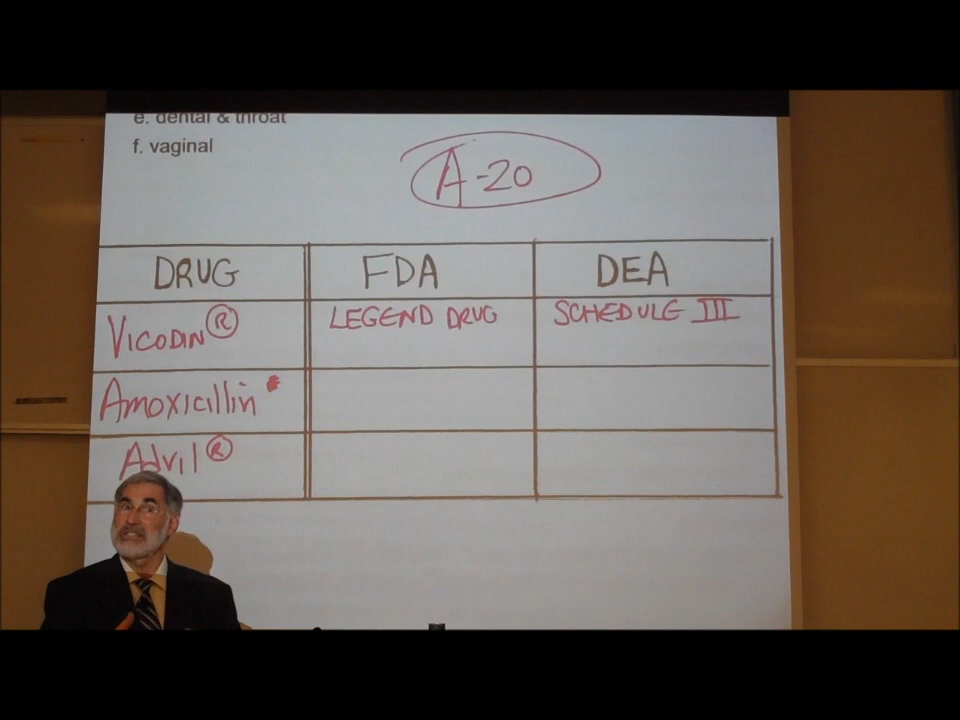 e. dental & throat
f. vaginal
A-20
DRUG FDA DEA
VICODIN® LEGEND DRUG SCHEDULE III
Amoxicillin
Advil®